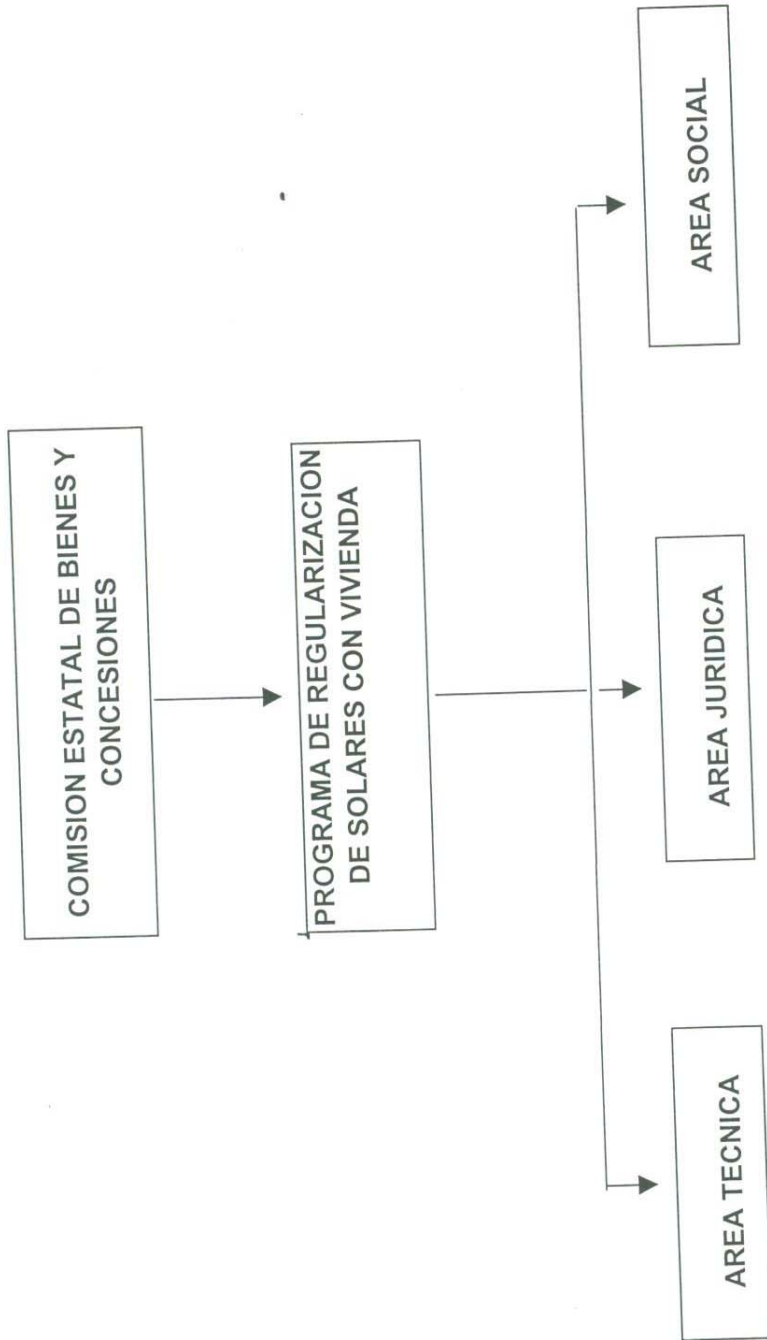 COMISION ESTATAL DE BIENES Y
CONCESIONES
PROGRAMA DE REGULARIZACION
DE SOLARES CON VIVIENDA
AREA TECNICA
AREA JURIDICA
AREA SOCIAL